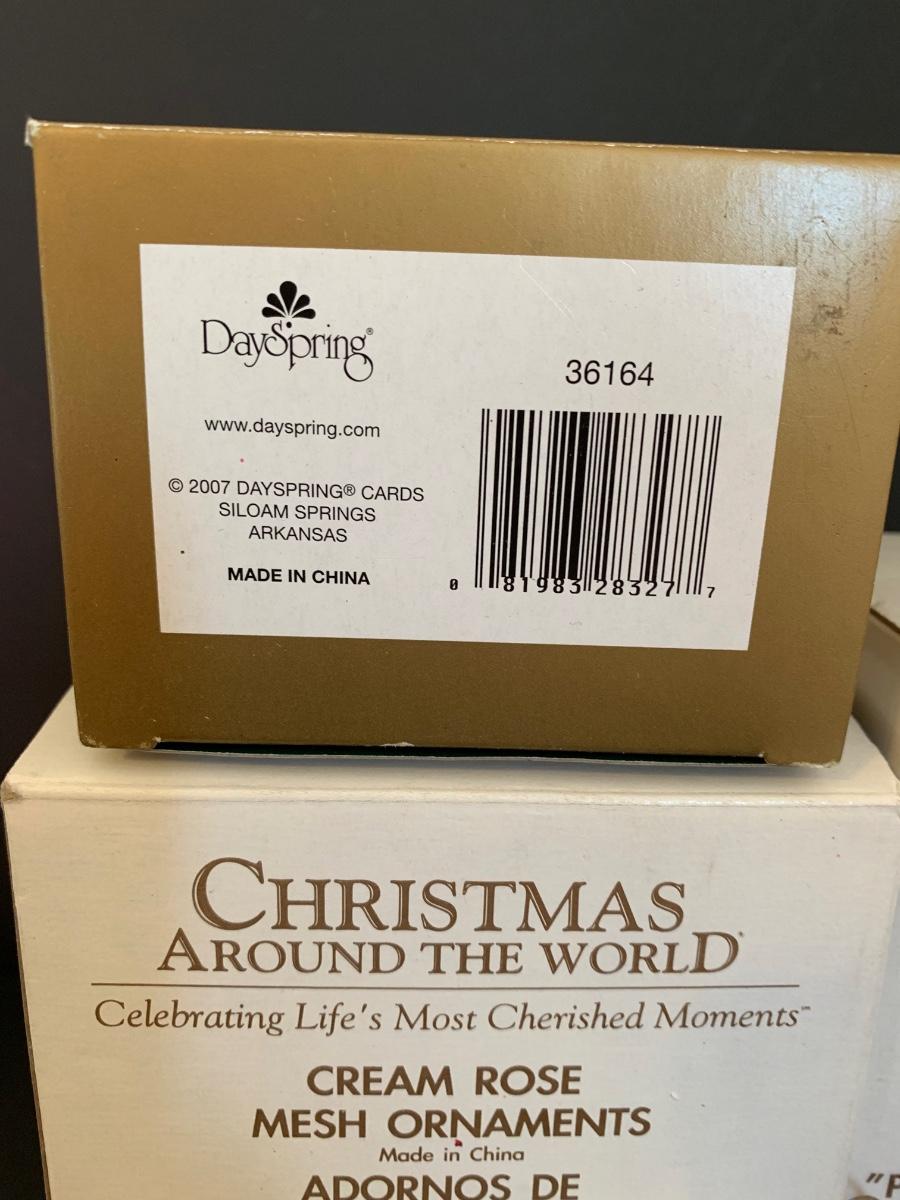 DaySpring®
www.dayspring.com
© 2007 DAYSPRING® CARDS
SILOAM SPRINGS
ARKANSAS
MADE IN CHINA
36164
0 81983 28327 7
CHRISTMAS
AROUND THE WORLD
Celebrating Life's Most Cherished Moments™
CREAM ROSE
MESH ORNAMENTS
Made in China
ADORNOS DE